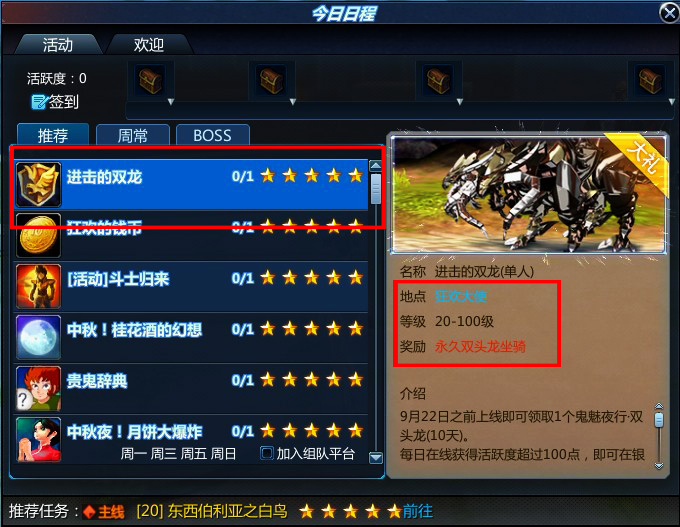 今日日程
活动 欢迎
活跃度：0
签到
推荐 周常 BOSS
进击的双龙 0/1
狂欢的钱币 0/1
[活动]斗士归来 0/1
中秋！桂花酒的幻想 0/1
贵鬼辞典 0/1
?
中秋夜！月饼大爆炸 0/1
周一 周三 周五 周日 加入组队平台
大礼
名称 进击的双龙(单人)
地点 狂欢大使
等级 20-100级
奖励 永久双头龙坐骑
介绍
9月22日之前上线即可领取1个鬼魅夜行·双
头龙(10天)。
每日在线获得活跃度超过100点，即可在银
推荐任务： 主线 [20] 东西伯利亚之白鸟 前往